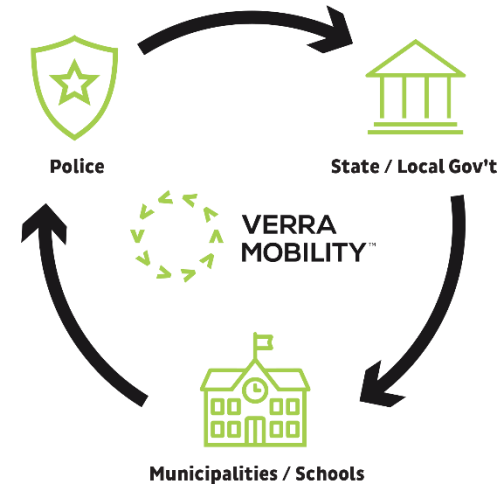 Police
State / Local Gov't
VERRA
MOBILITY™
Municipalities / Schools